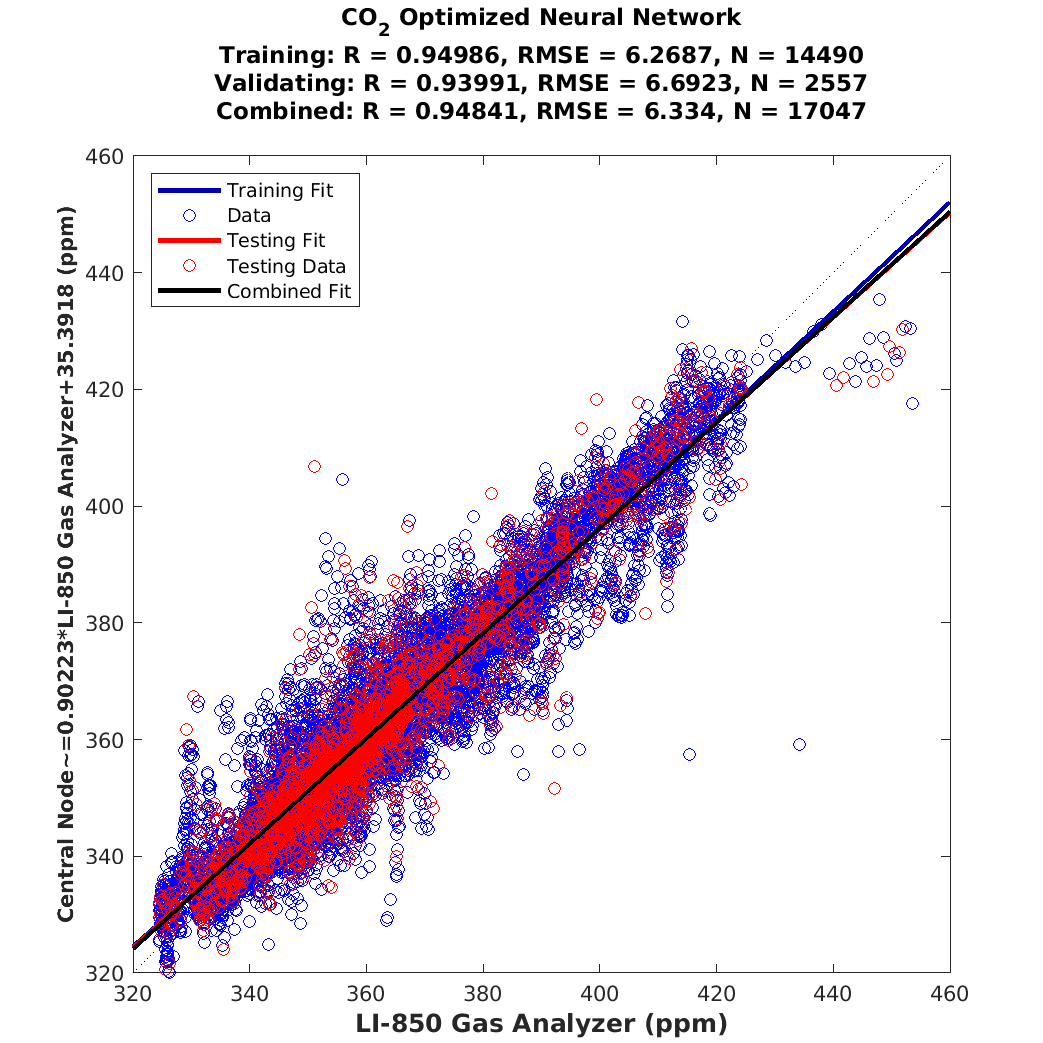 CO2 Optimized Neural Network
Training: R = 0.94986, RMSE = 6.2687, N = 14490
Validating: R = 0.93991, RMSE = 6.6923, N = 2557
Combined: R = 0.94841, RMSE = 6.334, N = 17047
Central Node~=0.90223*LI-850 Gas Analyzer+35.3918 (ppm)
460
440
420
400
380
360
340
320
Training Fit
Data
Testing Fit
Testing Data
Combined Fit
320 340 360 380 400 420 440 460
LI-850 Gas Analyzer (ppm)